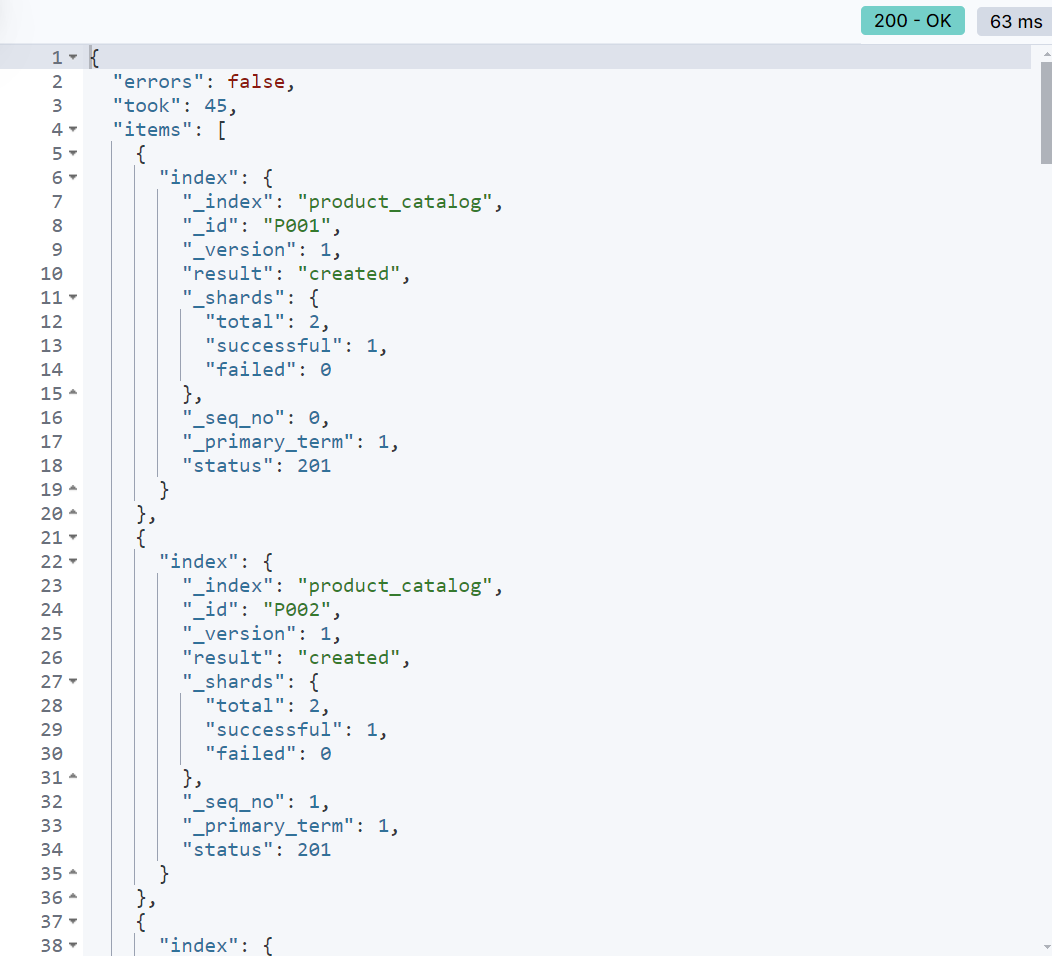 200 - OK 63 ms
1 {
2 "errors": false,
3 "took": 45,
4 "items": [
5 {
6 "index": {
7 "_index": "product_catalog",
8 "_id": "P001",
9 "_version": 1,
10 "result": "created",
11 "_shards": {
12 "total": 2,
13 "successful": 1,
14 "failed": 0
15 },
16 "_seq_no": 0,
17 "_primary_term": 1,
18 "status": 201
19 }
20 },
21 {
22 "index": {
23 "_index": "product_catalog",
24 "_id": "P002",
25 "_version": 1,
26 "result": "created",
27 "_shards": {
28 "total": 2,
29 "successful": 1,
30 "failed": 0
31 },
32 "_seq_no": 1,
33 "_primary_term": 1,
34 "status": 201
35 }
36 },
37 {
38 "index": {